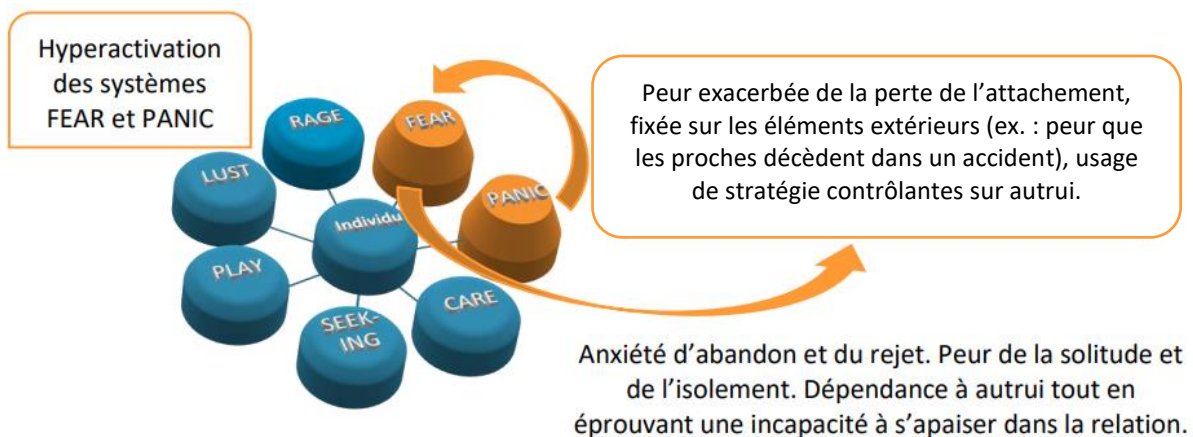 Hyperactivation
des systèmes
FEAR et PANIC
RAGE
FEAR
LUST
PANIC
Individu
PLAY
CARE
SEEK-
ING
Peur exacerbée de la perte de l’attachement,
fixée sur les éléments extérieurs (ex. : peur que
les proches décèdent dans un accident), usage
de stratégie contrôlantes sur autrui.
Anxiété d’abandon et du rejet. Peur de la solitude et
de l’isolement. Dépendance à autrui tout en
éprouvant une incapacité à s’apaiser dans la relation.